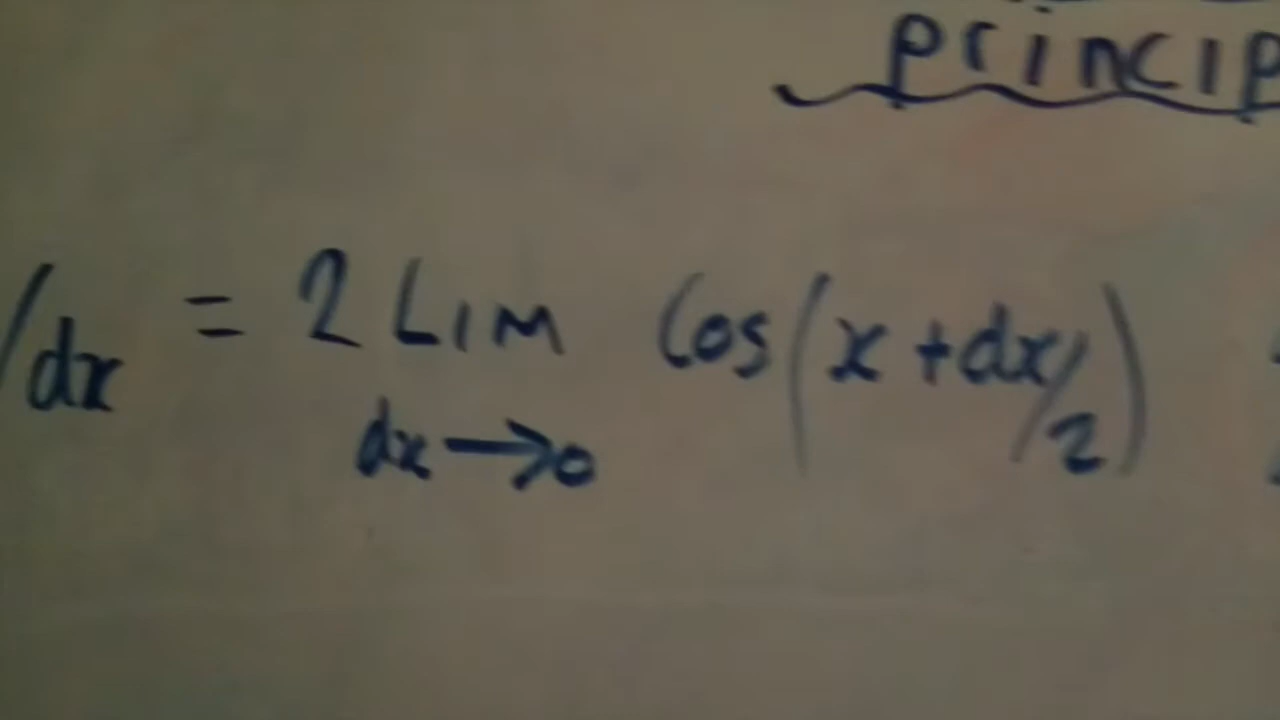 princip
/dx = 2 LIM Cos(x + dx/2)
dx→0